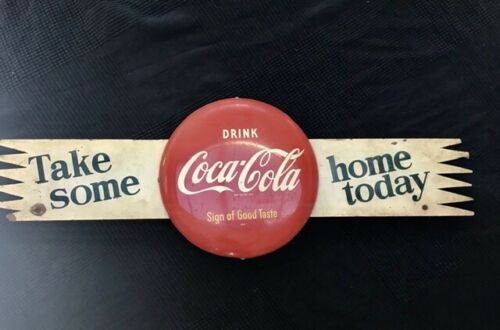 Take some
DRINK
Coca-Cola
Sign of Good Taste
home today